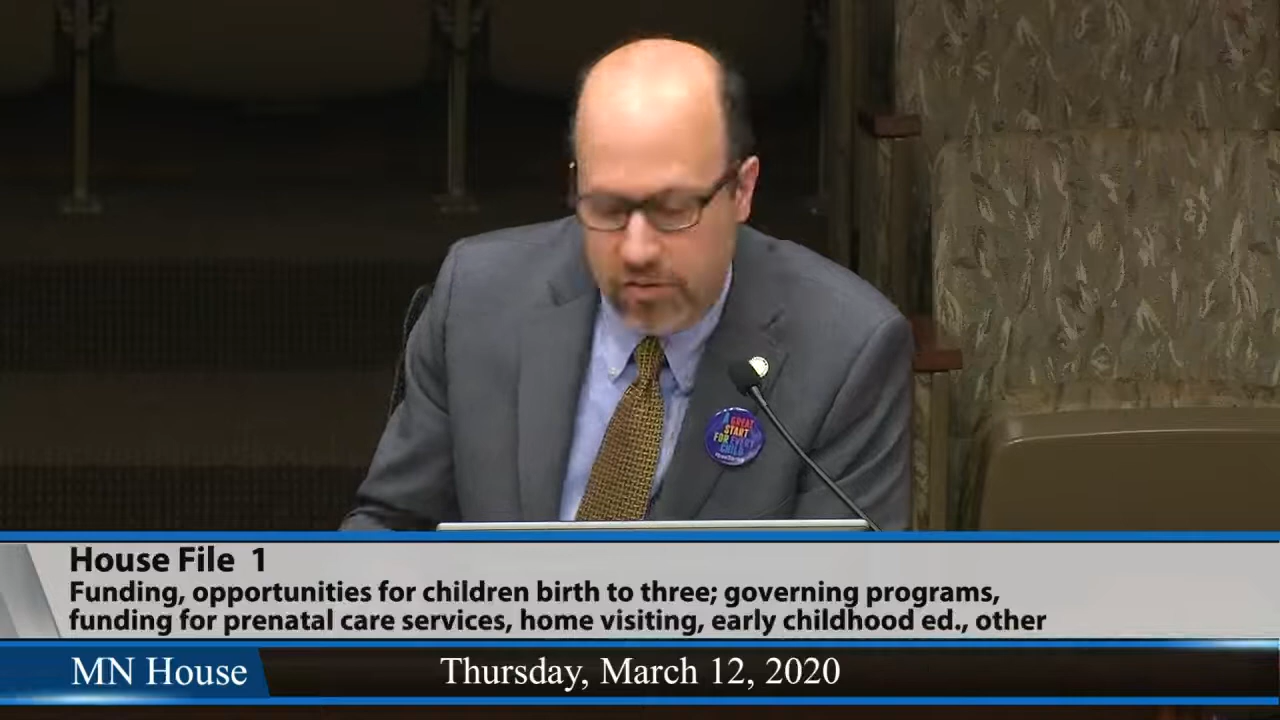 A GREAT
START
FOR EVERY
CHILD
House File 1
Funding, opportunities for children birth to three; governing programs,
funding for prenatal care services, home visiting, early childhood ed., other
MN House
Thursday, March 12, 2020